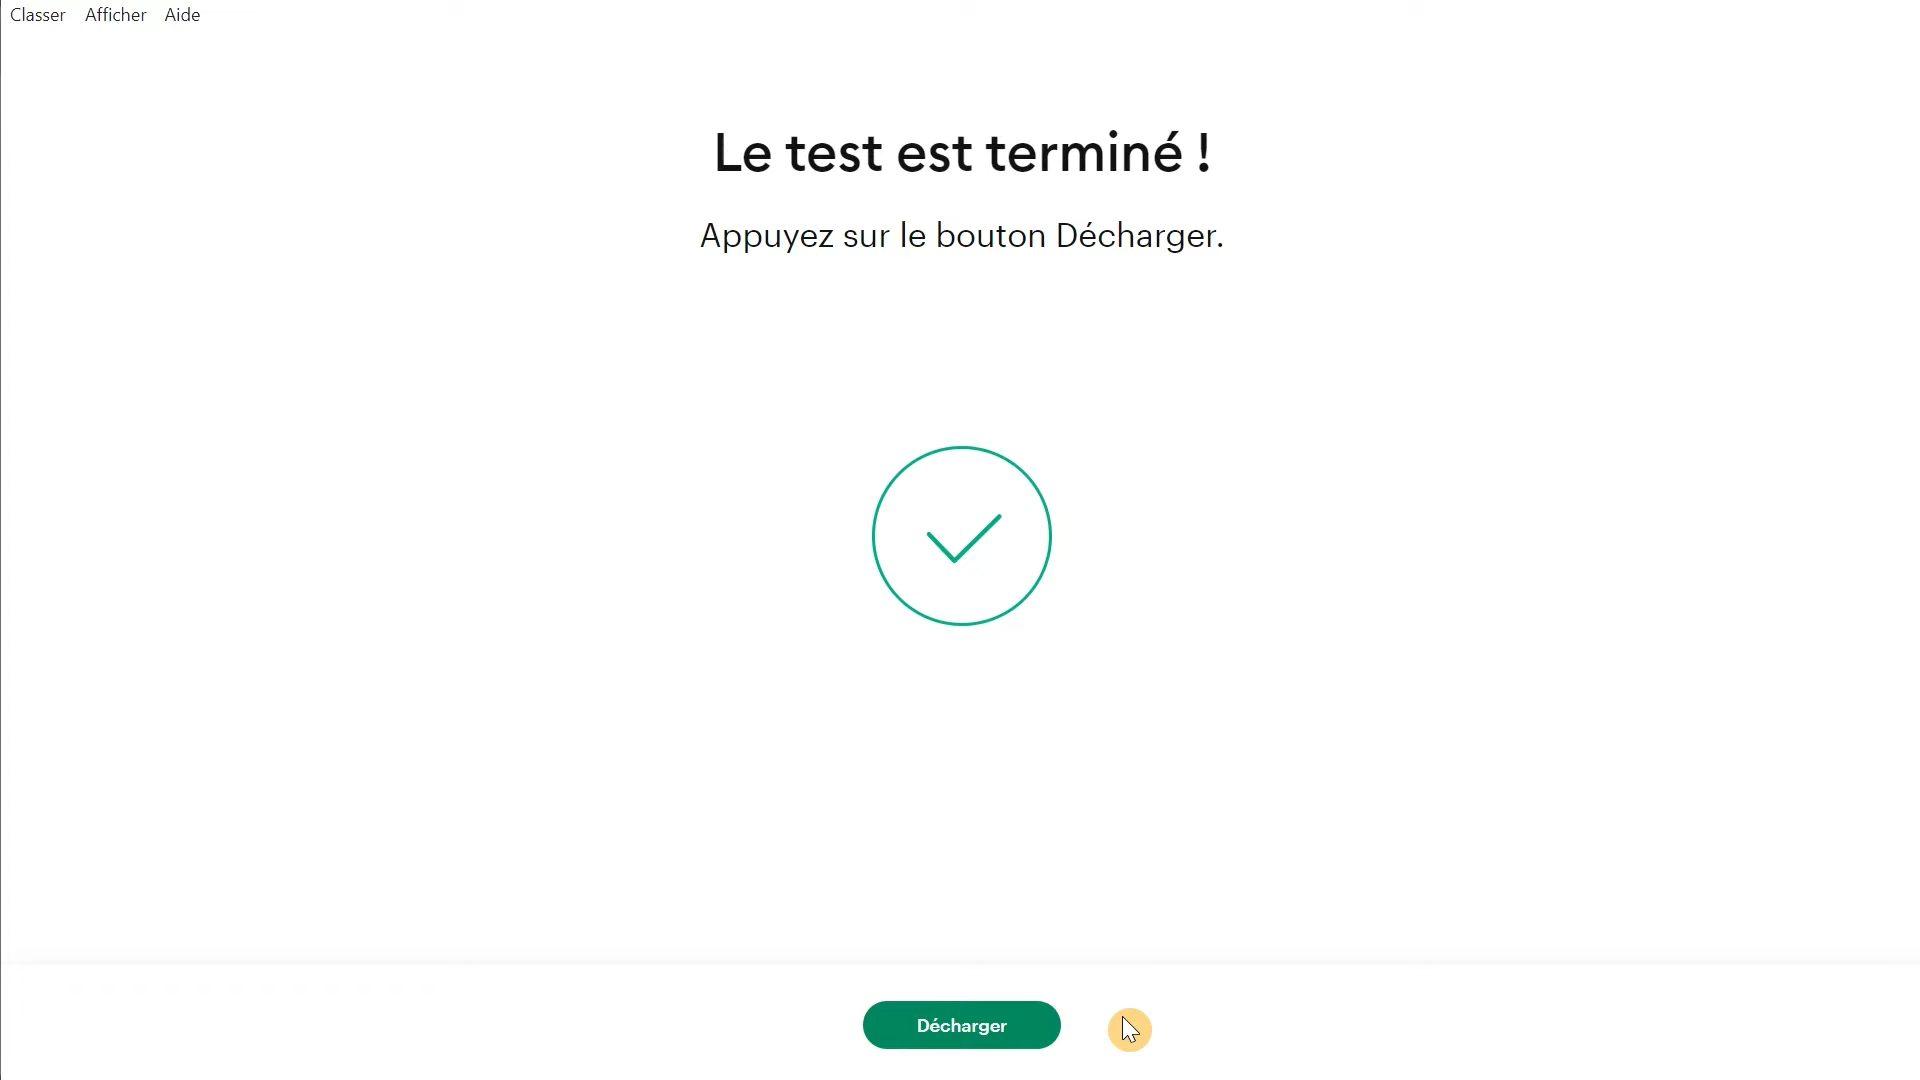 Classer Afficher Aide
Le test est terminé !
Appuyez sur le bouton Décharger.
Décharger